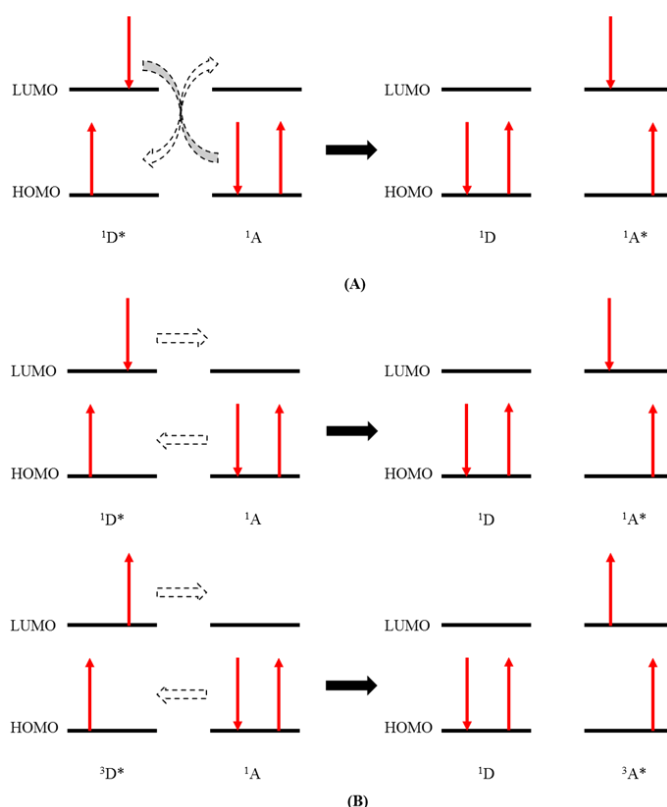 LUMO LUMO
HOMO HOMO
¹D* ¹A ¹D ¹A*
(A)
LUMO LUMO
HOMO HOMO
¹D* ¹A ¹D ¹A*
LUMO LUMO
HOMO HOMO
³D* ¹A ¹D ³A*
(B)